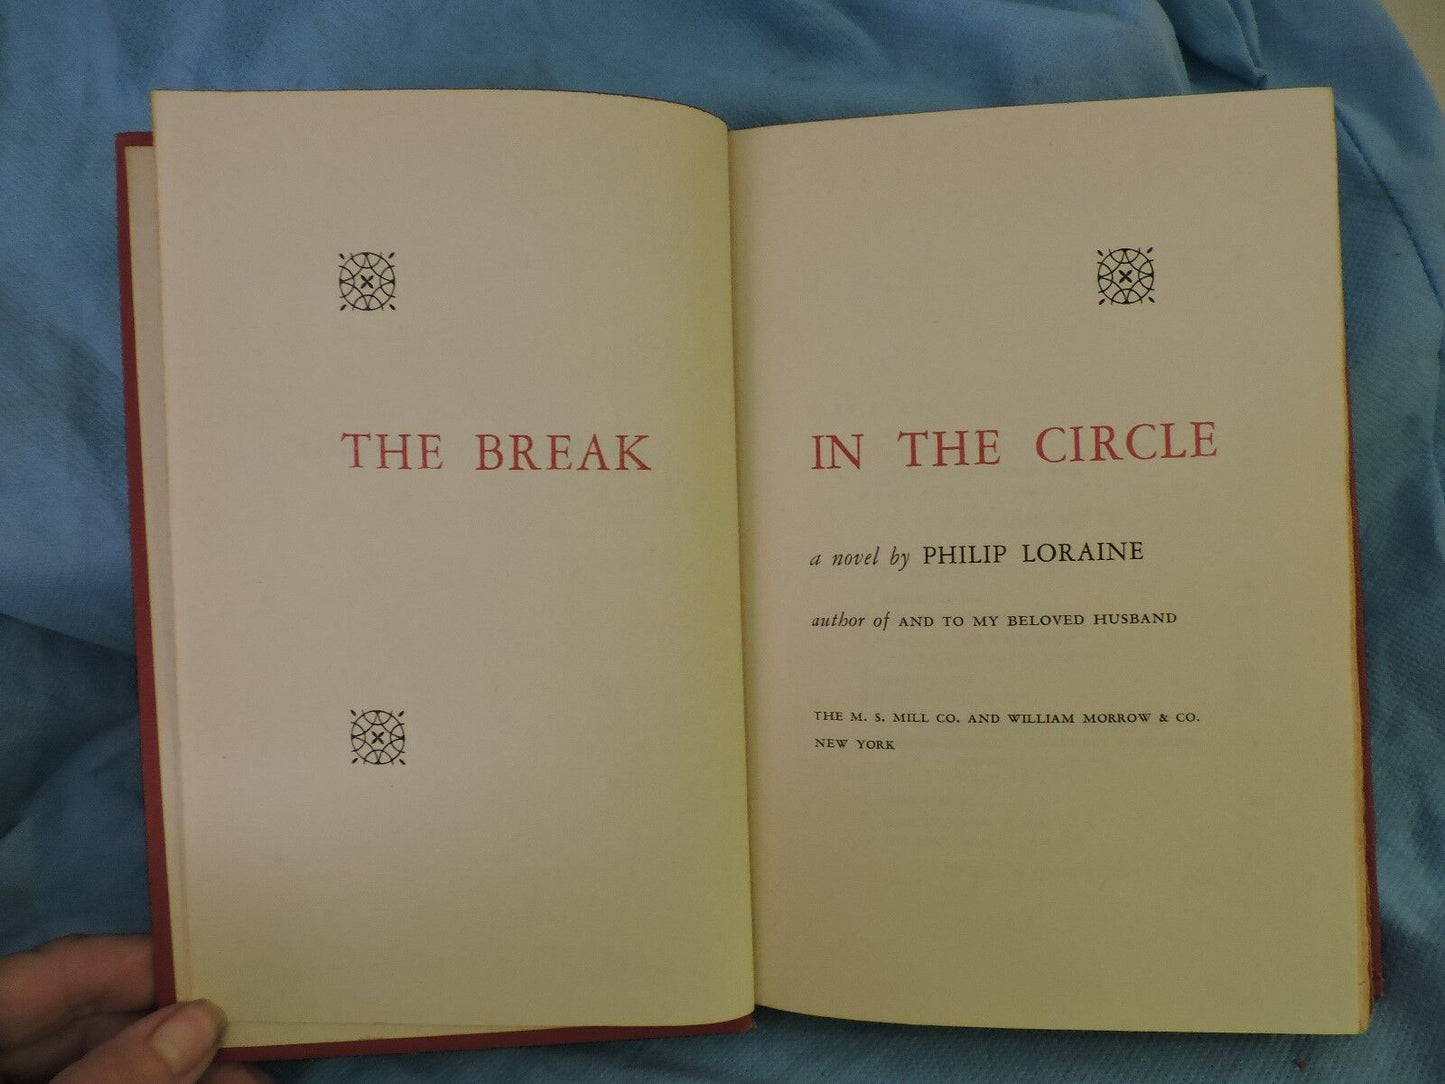 THE BREAK IN THE CIRCLE
a novel by PHILIP LORAINE
author of AND TO MY BELOVED HUSBAND
THE M. S. MILL CO. AND WILLIAM MORROW & CO.
NEW YORK